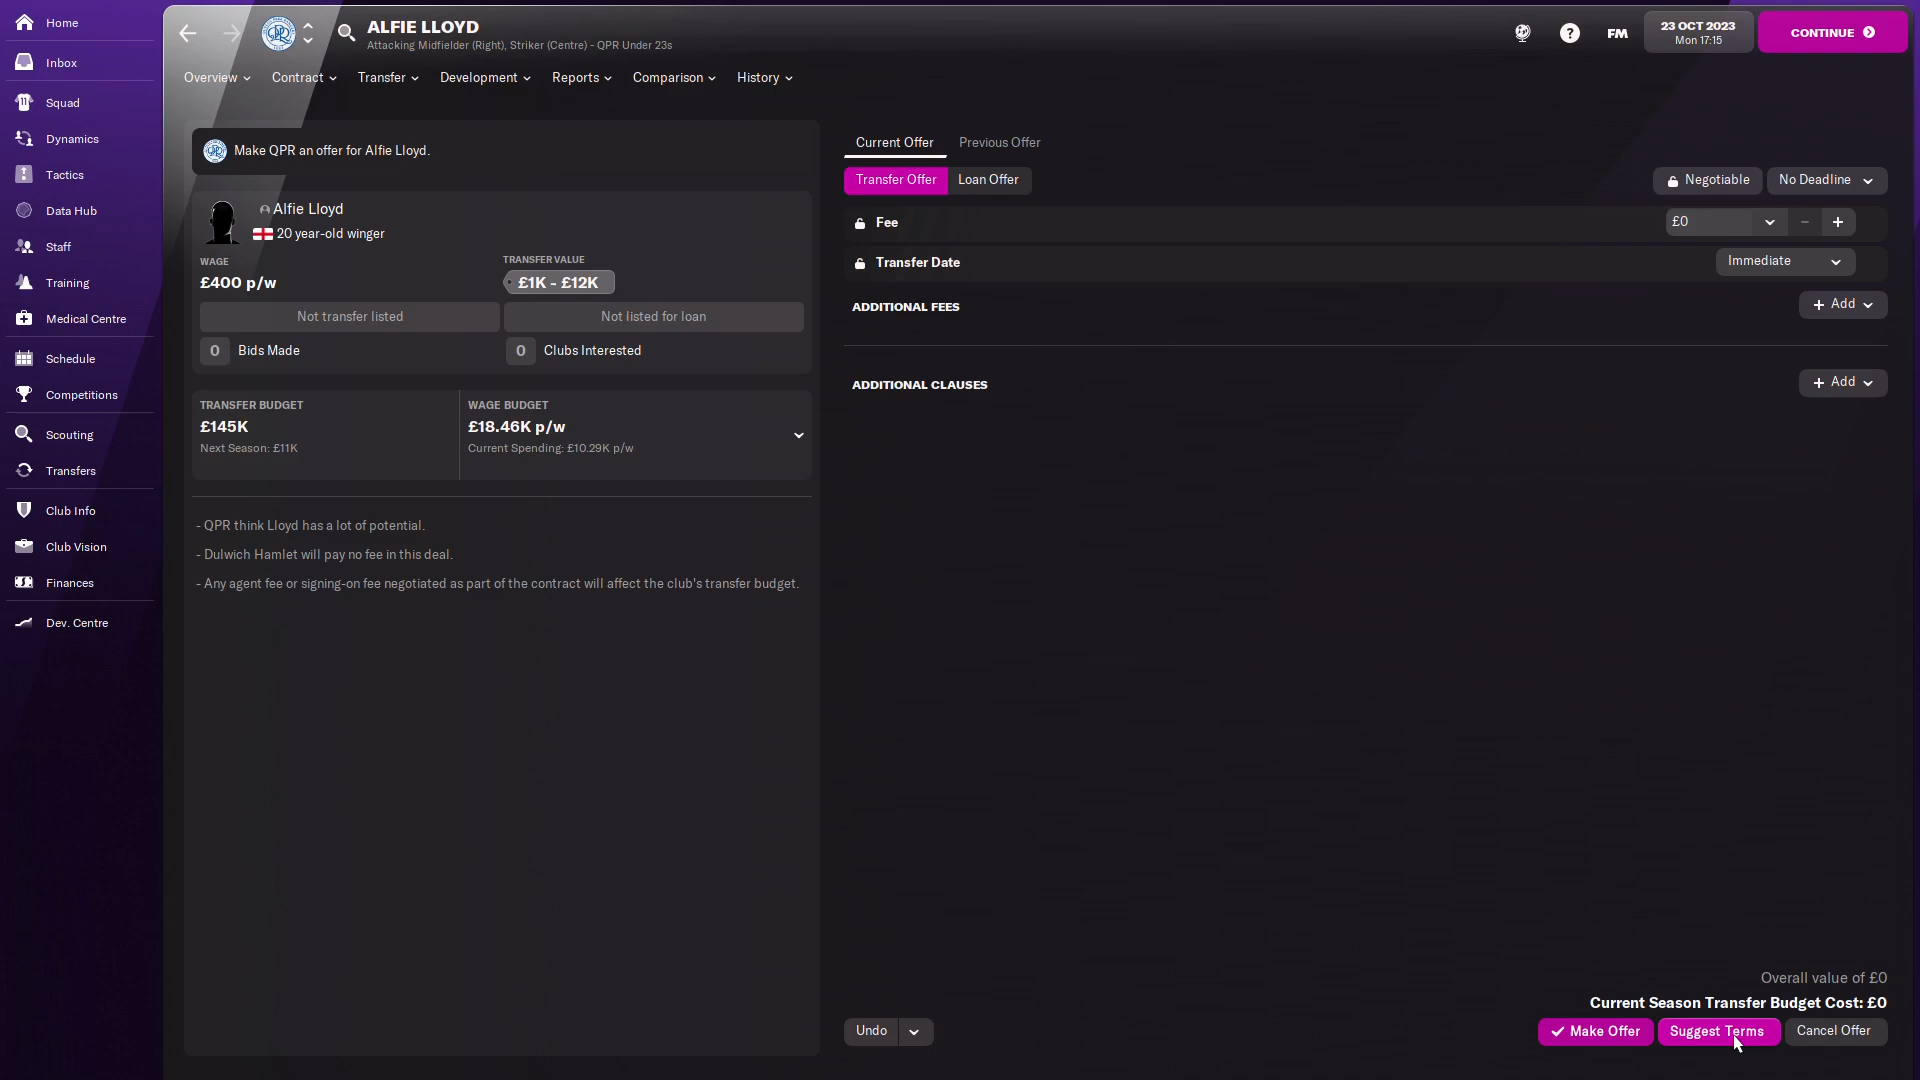 Home
Inbox
Squad
Dynamics
Tactics
Data Hub
Staff
Training
Medical Centre
Schedule
Competitions
Scouting
Transfers
Club Info
Club Vision
Finances
Dev. Centre
ALFIE LLOYD
Attacking Midfielder (Right), Striker (Centre) - QPR Under 23s
FM
23 OCT 2023
Mon 17:15
CONTINUE
Overview Contract Transfer Development Reports Comparison History
Make QPR an offer for Alfie Lloyd.
Alfie Lloyd
20 year-old winger
WAGE TRANSFER VALUE
£400 p/w £1K - £12K
Not transfer listed Not listed for loan
0 Bids Made 0 Clubs Interested
TRANSFER BUDGET WAGE BUDGET
£145K £18.46K p/w
Next Season: £11K Current Spending: £10.29K p/w
- QPR think Lloyd has a lot of potential.
- Dulwich Hamlet will pay no fee in this deal.
- Any agent fee or signing-on fee negotiated as part of the contract will affect the club's transfer budget.
Current Offer Previous Offer
Transfer Offer Loan Offer Negotiable No Deadline
Fee £0 - +
Transfer Date Immediate
ADDITIONAL FEES + Add
ADDITIONAL CLAUSES + Add
Overall value of £0
Current Season Transfer Budget Cost: £0
Undo Make Offer Suggest Terms Cancel Offer